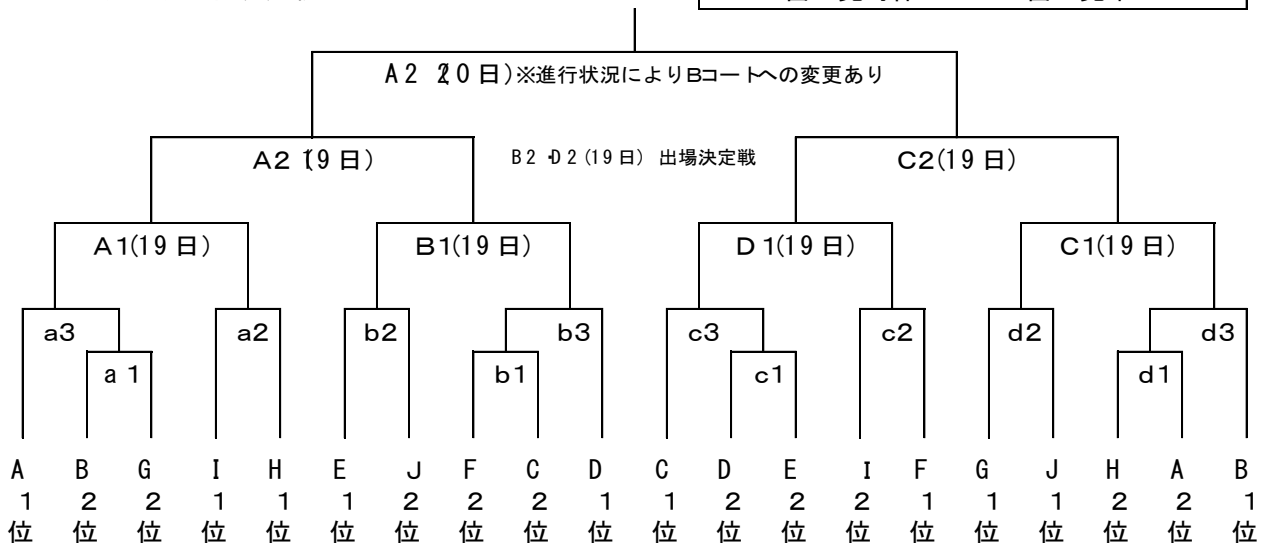 A2 (20日)※進行状況によりBコートへの変更あり
A2(19日)
B2・D2(19日) 出場決定戦
C2(19日)
A1(19日)
B1(19日)
D1(19日)
C1(19日)
a3
a2
b2
b3
c3
c2
d2
d3
a1
b1
c1
d1
A B G I H E J F C D C D E I F G J H A B
1 2 2 1 1 1 2 2 2 1 1 2 2 2 1 1 1 2 2 1
位 位 位 位 位 位 位 位 位 位 位 位 位 位 位 位 位 位 位 位